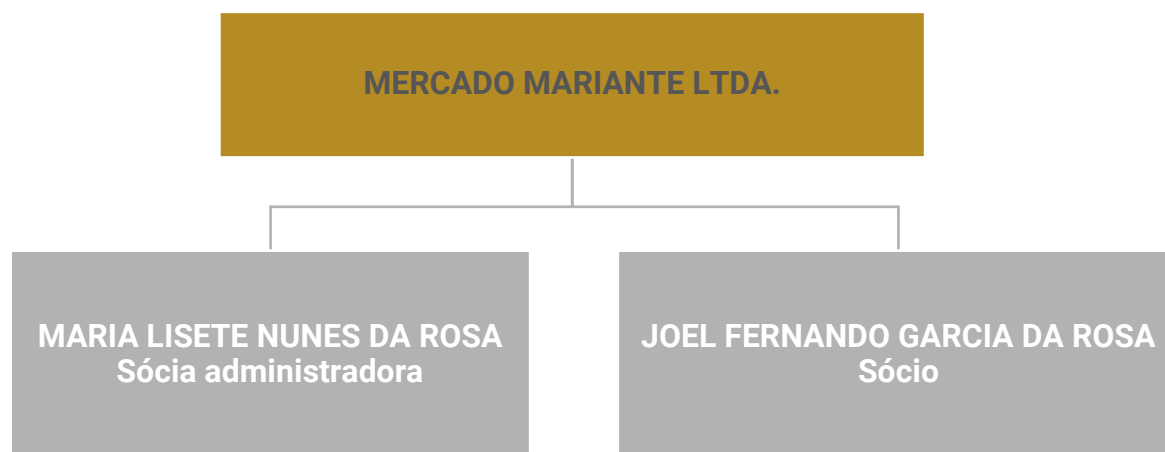 MERCADO MARIANTE LTDA.
MARIA LISETE NUNES DA ROSA
Sócia administradora
JOEL FERNANDO GARCIA DA ROSA
Sócio